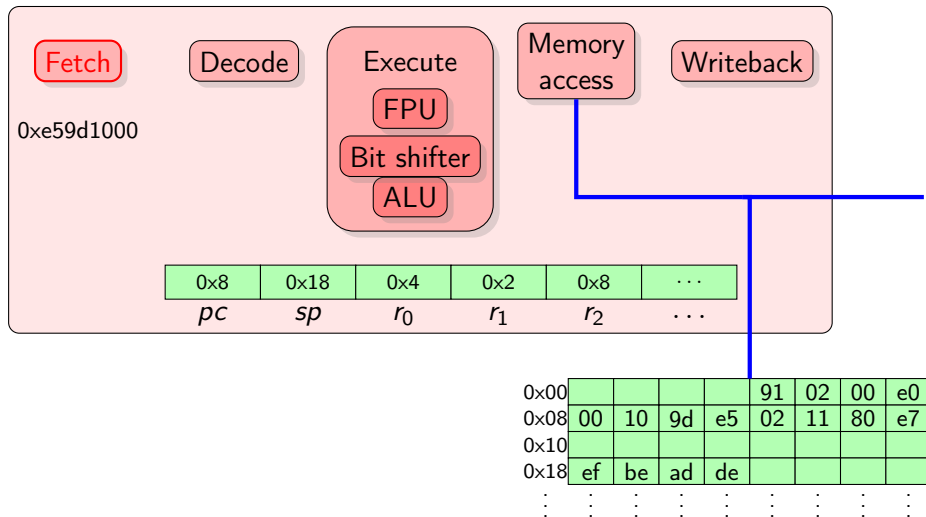 Fetch Decode Execute Memory access Writeback
0xe59d1000
FPU
Bit shifter
ALU
0x8 0x18 0x4 0x2 0x8 ...
pc sp r0 r1 r2 ...
0x00 91 02 00 e0
0x08 00 10 9d e5 02 11 80 e7
0x10
0x18 ef be ad de